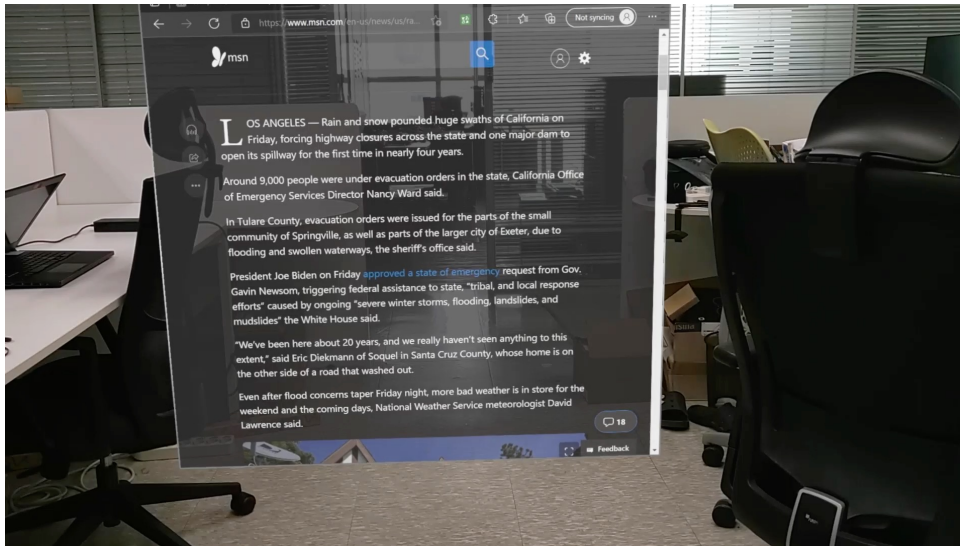 https://www.msn.com/en-us/news/us/ra...
Not syncing
msn
LOS ANGELES — Rain and snow pounded huge swaths of California on
Friday, forcing highway closures across the state and one major dam to
open its spillway for the first time in nearly four years.
Around 9,000 people were under evacuation orders in the state, California Office
of Emergency Services Director Nancy Ward said.
In Tulare County, evacuation orders were issued for the parts of the small
community of Springville, as well as parts of the larger city of Exeter, due to
flooding and swollen waterways, the sheriff's office said.
President Joe Biden on Friday approved a state of emergency request from Gov.
Gavin Newsom, triggering federal assistance to state, "tribal, and local response
efforts" caused by ongoing "severe winter storms, flooding, landslides, and
mudslides" the White House said.
"We've been here about 20 years, and we really haven't seen anything to this
extent," said Eric Diekmann of Soquel in Santa Cruz County, whose home is on
the other side of a road that washed out.
Even after flood concerns taper Friday night, more bad weather is in store for the
weekend and the coming days, National Weather Service meteorologist David
Lawrence said.
18
Feedback